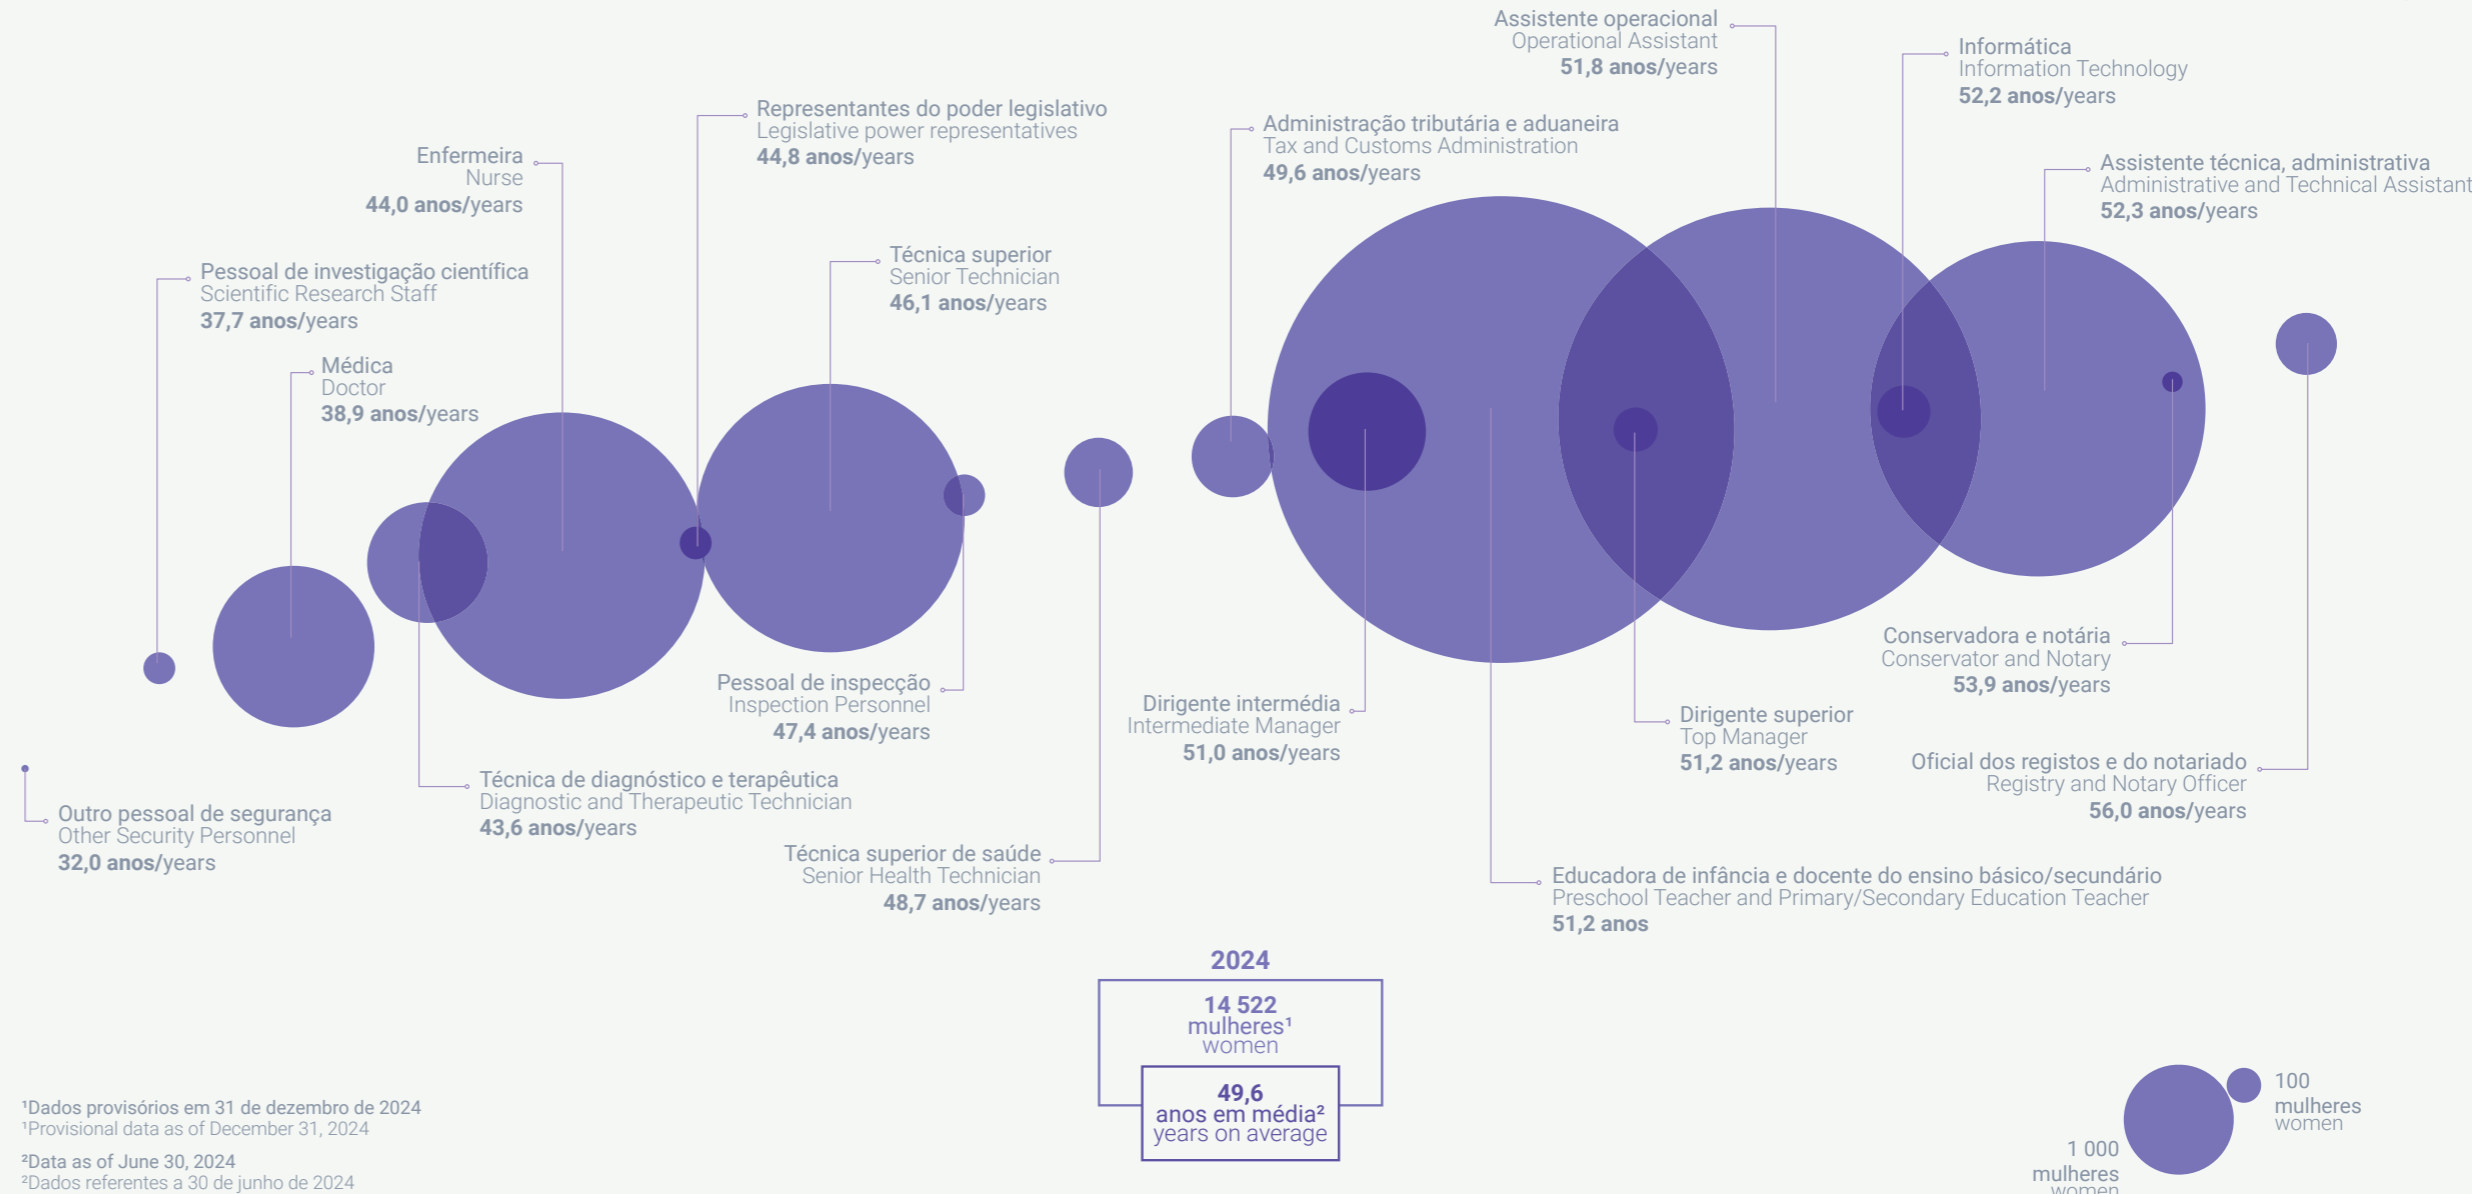 Assistente operacional
Operational Assistant
51,8 anos/years
Informática
Information Technology
52,2 anos/years
Representantes do poder legislativo
Legislative power representatives
44,8 anos/years
Administração tributária e aduaneira
Tax and Customs Administration
49,6 anos/years
Enfermeira
Nurse
44,0 anos/years
Assistente técnica, administrativa
Administrative and Technical Assistant
52,3 anos/years
Técnica superior
Senior Technician
46,1 anos/years
Pessoal de investigação científica
Scientific Research Staff
37,7 anos/years
Médica
Doctor
38,9 anos/years
Pessoal de inspecção
Inspection Personnel
47,4 anos/years
Conservadora e notária
Conservator and Notary
53,9 anos/years
Dirigente intermédia
Intermediate Manager
51,0 anos/years
Dirigente superior
Top Manager
51,2 anos/years
Oficial dos registos e do notariado
Registry and Notary Officer
56,0 anos/years
Técnica de diagnóstico e terapêutica
Diagnostic and Therapeutic Technician
43,6 anos/years
Outro pessoal de segurança
Other Security Personnel
32,0 anos/years
Técnica superior de saúde
Senior Health Technician
48,7 anos/years
Educadora de infância e docente do ensino básico/secundário
Preschool Teacher and Primary/Secondary Education Teacher
51,2 anos
2024
14 522
mulheres¹
women
49,6
anos em média²
years on average
¹Dados provisórios em 31 de dezembro de 2024
¹Provisional data as of December 31, 2024
²Data as of June 30, 2024
²Dados referentes a 30 de junho de 2024
100
mulheres
women
1 000
mulheres
women